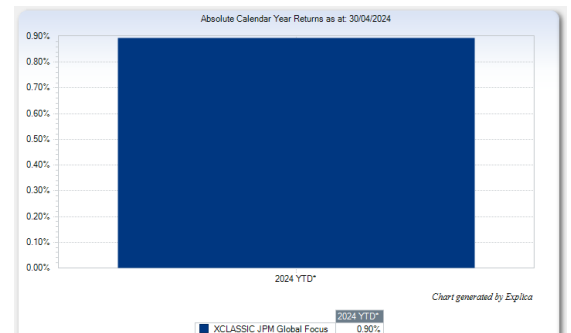 Absolute Calendar Year Returns as at: 30/04/2024
0.90%
0.80%
0.70%
0.60%
0.50%
0.40%
0.30%
0.20%
0.10%
0.00%
2024 YTD*
Chart generated by Explica
2024 YTD*
XCLASSIC JPM Global Focus 0.90%